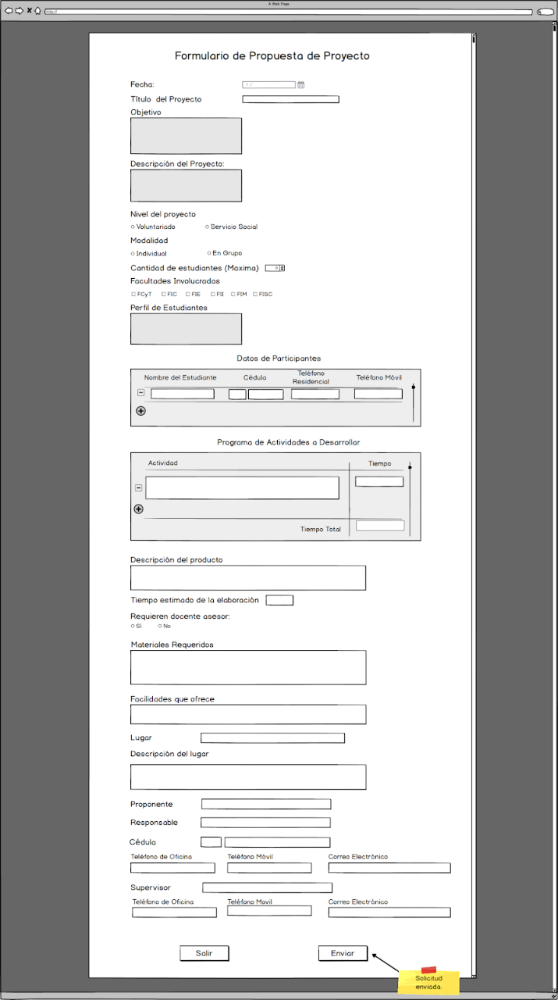 A Web Page
http://
Formulario de Propuesta de Proyecto
Fecha:
/ /
Título del Proyecto
Objetivo
Descripción del Proyecto:
Nivel del proyecto
Voluntariado Servicio Social
Modalidad
Individual En Grupo
Cantidad de estudiantes (Maxima) 0
Facultades Involucradas
FCyT FIC FIE FII FIM FISC
Perfil de Estudiantes
Datos de Participantes
Nombre del Estudiante Cédula Teléfono Residencial Teléfono Móvil
Programa de Actividades a Desarrollar
Actividad Tiempo
Tiempo Total
Descripción del producto
Tiempo estimado de la elaboración
Requieren docente asesor:
Sí No
Materiales Requeridos
Facilidades que ofrece
Lugar
Descripción del lugar
Proponente
Responsable
Cédula
Teléfono de Oficina Teléfono Móvil Correo Electrónico
Supervisor
Teléfono de Oficina Teléfono Movil Correo Electrónico
Salir Enviar
Solicitud
enviada.